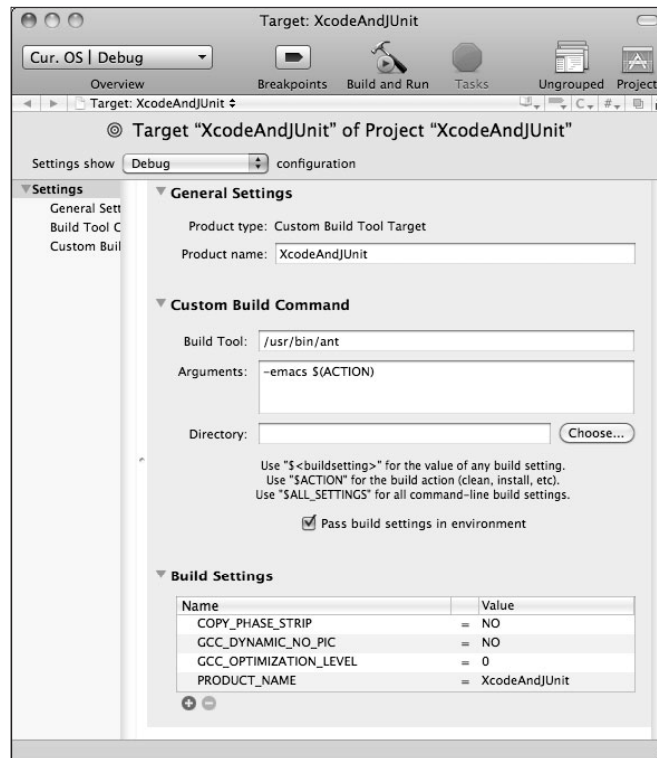 Target: XcodeAndJUnit
Cur. OS | Debug
Overview
Breakpoints
Build and Run
Tasks
Ungrouped
Project
Target: XcodeAndJUnit
C
#
Target “XcodeAndJUnit” of Project “XcodeAndJUnit”
Settings show
Debug
configuration
Settings
General Sett
Build Tool C
Custom Buil
General Settings
Product type: Custom Build Tool Target
Product name: XcodeAndJUnit
Custom Build Command
Build Tool: /usr/bin/ant
Arguments: -emacs $(ACTION)
Directory:
Choose...
Use "$<buildsetting>" for the value of any build setting.
Use "$ACTION" for the build action (clean, install, etc).
Use "$ALL_SETTINGS" for all command-line build settings.
Pass build settings in environment
Build Settings
Name Value
COPY_PHASE_STRIP = NO
GCC_DYNAMIC_NO_PIC = NO
GCC_OPTIMIZATION_LEVEL = 0
PRODUCT_NAME = XcodeAndJUnit